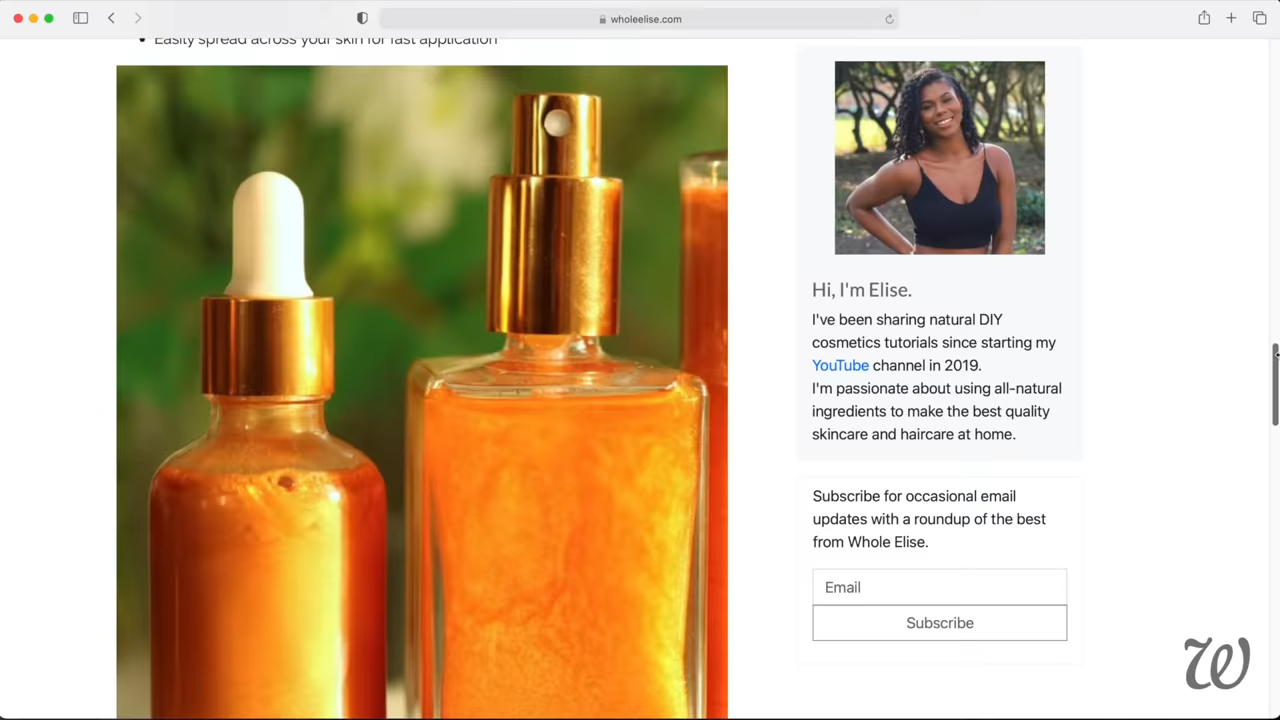 wholeelise.com
Easily spread across your skin for fast application
Hi, I'm Elise.
I've been sharing natural DIY
cosmetics tutorials since starting my
YouTube channel in 2019.
I'm passionate about using all-natural
ingredients to make the best quality
skincare and haircare at home.
Subscribe for occasional email
updates with a roundup of the best
from Whole Elise.
Email
Subscribe
w